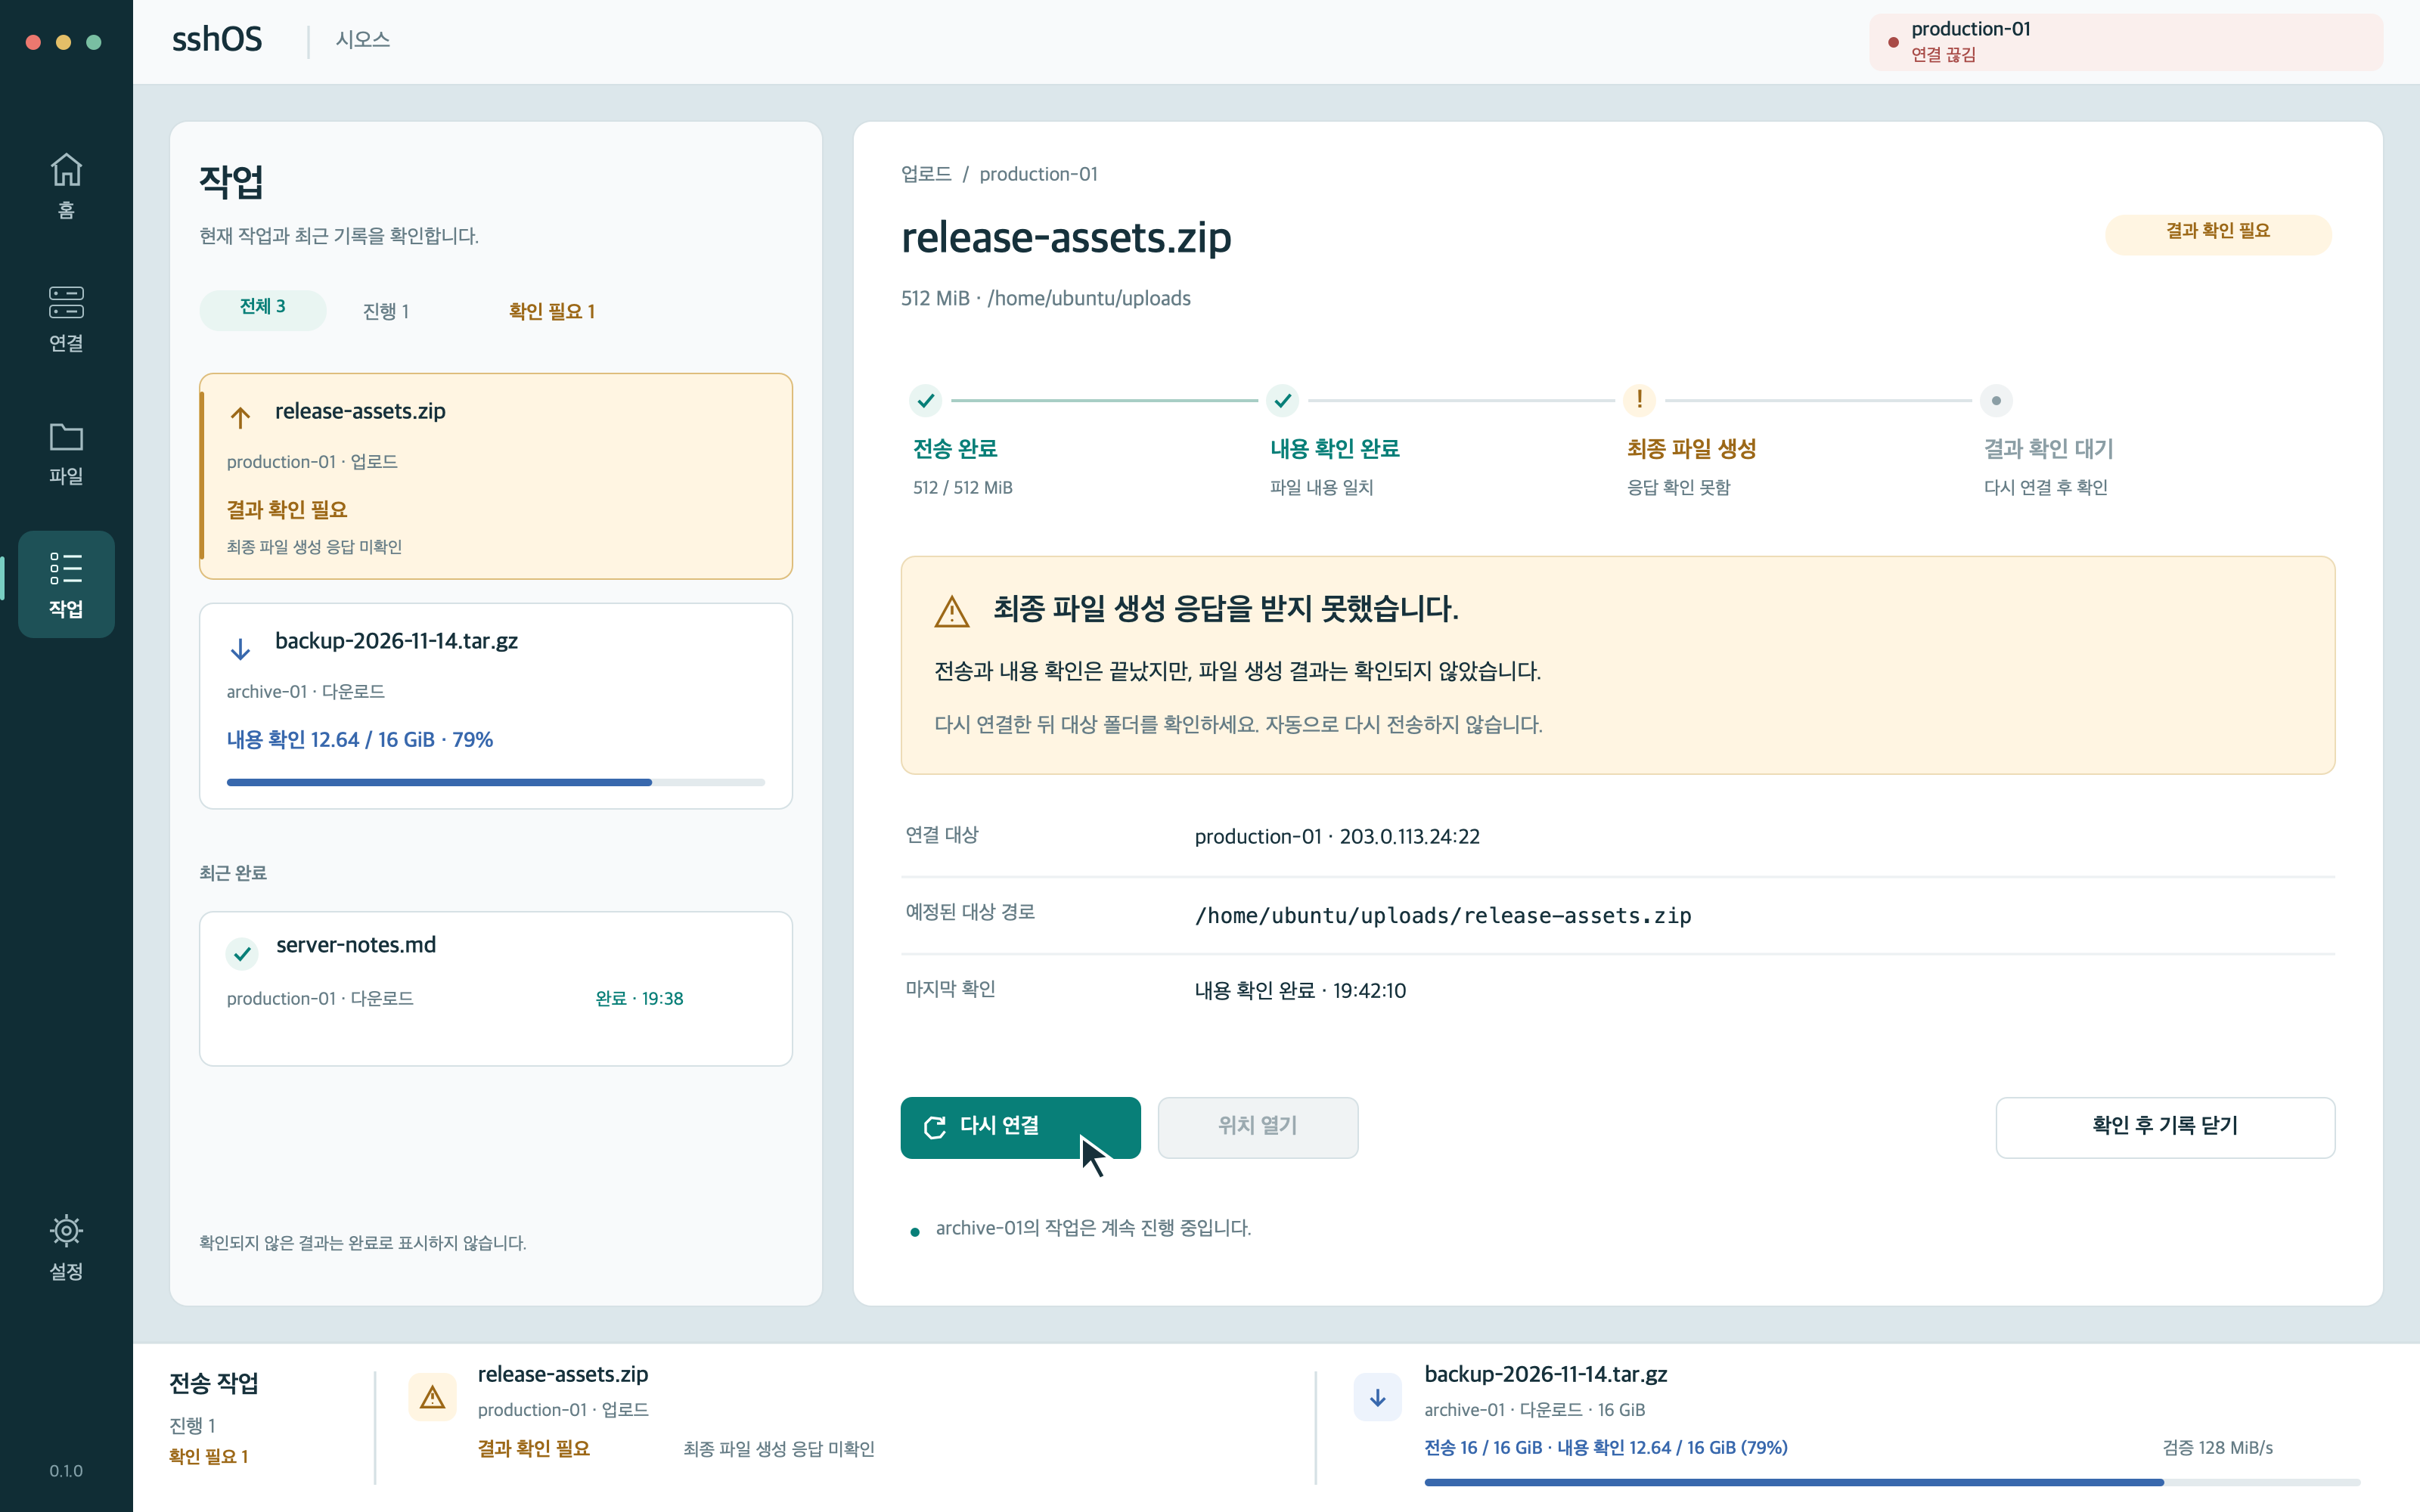 sshOS
시오스
production-01
연결 끊김
홈
연결
파일
작업
설정
0.1.0
작업
현재 작업과 최근 기록을 확인합니다.
전체 3
진행 1
확인 필요 1
release-assets.zip
production-01 · 업로드
결과 확인 필요
최종 파일 생성 응답 미확인
backup-2026-11-14.tar.gz
archive-01 · 다운로드
내용 확인 12.64 / 16 GiB · 79%
최근 완료
server-notes.md
production-01 · 다운로드
완료 · 19:38
확인되지 않은 결과는 완료로 표시하지 않습니다.
업로드 / production-01
release-assets.zip
결과 확인 필요
512 MiB · /home/ubuntu/uploads
!
전송 완료
512 / 512 MiB
내용 확인 완료
파일 내용 일치
최종 파일 생성
응답 확인 못함
결과 확인 대기
다시 연결 후 확인
최종 파일 생성 응답을 받지 못했습니다.
전송과 내용 확인은 끝났지만, 파일 생성 결과는 확인되지 않았습니다.
다시 연결한 뒤 대상 폴더를 확인하세요. 자동으로 다시 전송하지 않습니다.
연결 대상
production-01 · 203.0.113.24:22
예정된 대상 경로
/home/ubuntu/uploads/release-assets.zip
마지막 확인
내용 확인 완료 · 19:42:10
다시 연결
위치 열기
확인 후 기록 닫기
archive-01의 작업은 계속 진행 중입니다.
전송 작업
진행 1
확인 필요 1
release-assets.zip
production-01 · 업로드
결과 확인 필요
최종 파일 생성 응답 미확인
backup-2026-11-14.tar.gz
archive-01 · 다운로드 · 16 GiB
전송 16 / 16 GiB · 내용 확인 12.64 / 16 GiB (79%)
검증 128 MiB/s